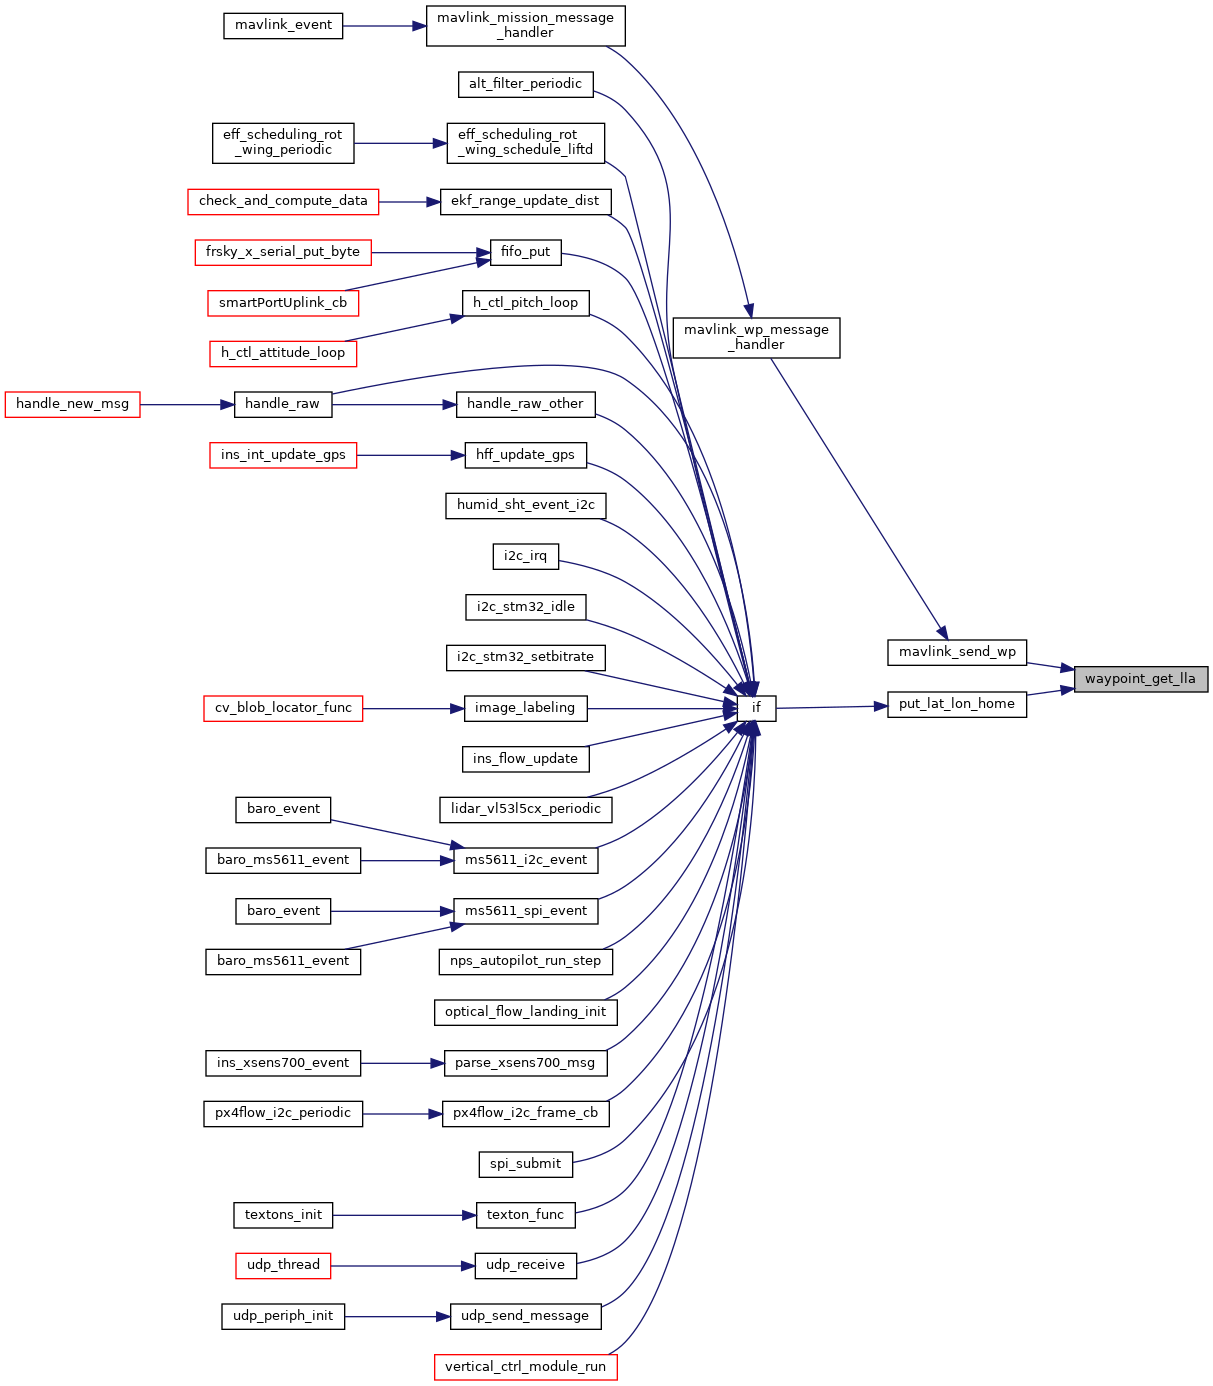 mavlink_event
mavlink_mission_message
_handler
alt_filter_periodic
eff_scheduling_rot
_wing_periodic
eff_scheduling_rot
_wing_schedule_liftd
check_and_compute_data
ekf_range_update_dist
frsky_x_serial_put_byte
fifo_put
smartPortUplink_cb
h_ctl_pitch_loop
mavlink_wp_message
_handler
h_ctl_attitude_loop
handle_new_msg
handle_raw
handle_raw_other
ins_int_update_gps
hff_update_gps
humid_sht_event_i2c
i2c_irq
i2c_stm32_idle
mavlink_send_wp
i2c_stm32_setbitrate
waypoint_get_lla
cv_blob_locator_func
image_labeling
if
put_lat_lon_home
ins_flow_update
baro_event
lidar_vl53l5cx_periodic
baro_ms5611_event
ms5611_i2c_event
baro_event
ms5611_spi_event
baro_ms5611_event
nps_autopilot_run_step
optical_flow_landing_init
ins_xsens700_event
parse_xsens700_msg
px4flow_i2c_periodic
px4flow_i2c_frame_cb
spi_submit
textons_init
texton_func
udp_thread
udp_receive
udp_periph_init
udp_send_message
vertical_ctrl_module_run